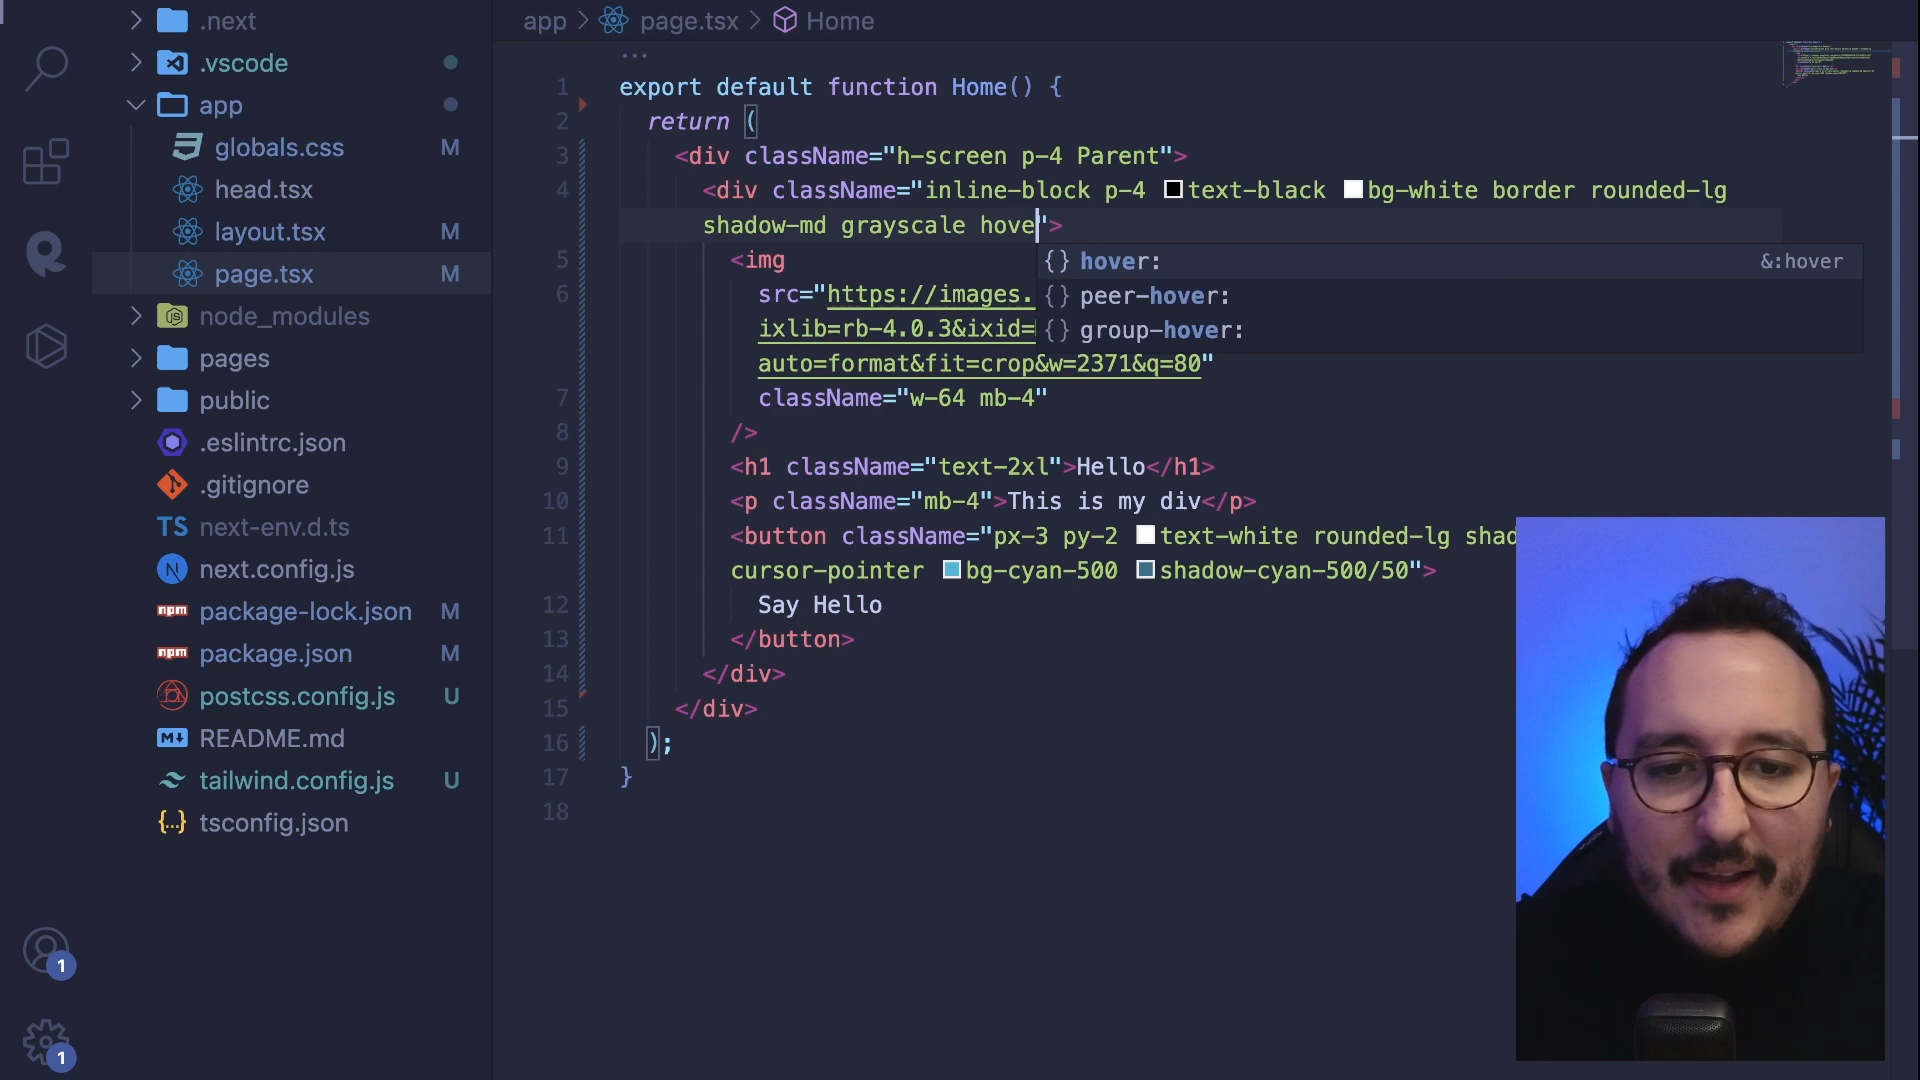 .next
.vscode
app
globals.css M
head.tsx
layout.tsx M
page.tsx M
node_modules
pages
public
.eslintrc.json
.gitignore
TS next-env.d.ts
N next.config.js
npm package-lock.json M
npm package.json M
postcss.config.js U
M README.md
tailwind.config.js U
{...} tsconfig.json
1
1
app > page.tsx > Home
...
1 export default function Home() {
2 return (
3 <div className="h-screen p-4 Parent">
4 <div className="inline-block p-4 text-black bg-white border rounded-lg
shadow-md grayscale hove">
{} hover: &:hover
{} peer-hover:
{} group-hover:
5 <img
6 src="https://images.
ixlib=rb-4.0.3&ixid=
auto=format&fit=crop&w=2371&q=80"
7 className="w-64 mb-4"
8 />
9 <h1 className="text-2xl">Hello</h1>
10 <p className="mb-4">This is my div</p>
11 <button className="px-3 py-2 text-white rounded-lg shad
cursor-pointer bg-cyan-500 shadow-cyan-500/50">
12 Say Hello
13 </button>
14 </div>
15 </div>
16 );
17 }
18